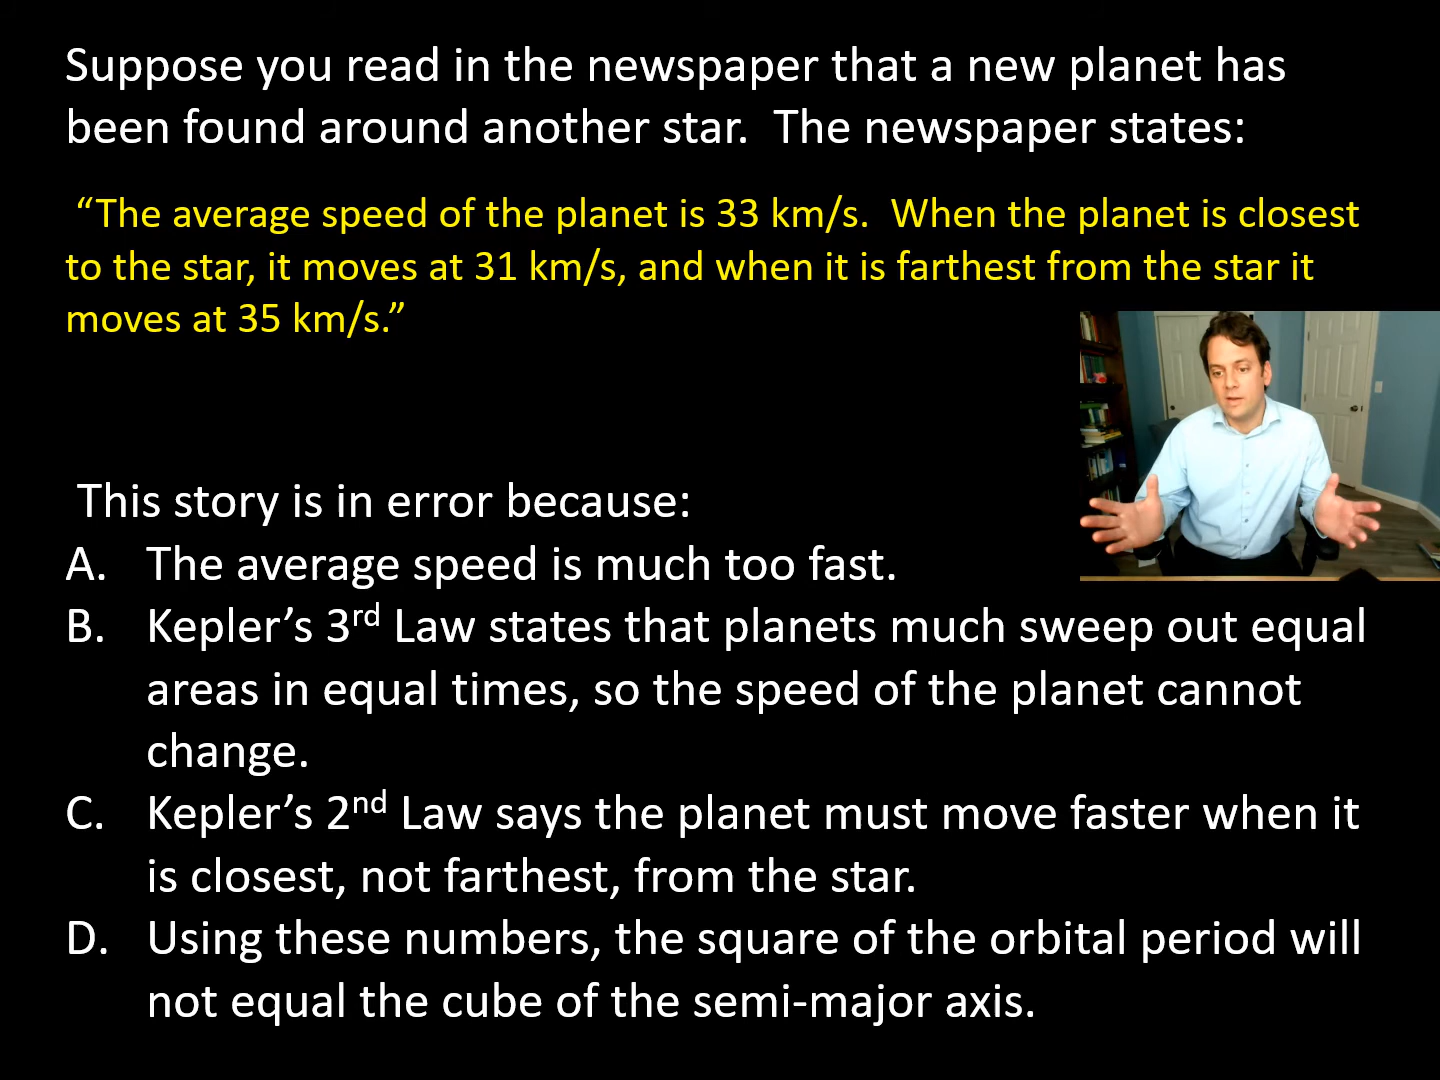 Suppose you read in the newspaper that a new planet has
been found around another star.  The newspaper states:
“The average speed of the planet is 33 km/s.  When the planet is closest
to the star, it moves at 31 km/s, and when it is farthest from the star it
moves at 35 km/s.”
This story is in error because:
A. The average speed is much too fast.
B. Kepler’s 3rd Law states that planets much sweep out equal
areas in equal times, so the speed of the planet cannot
change.
C. Kepler’s 2nd Law says the planet must move faster when it
is closest, not farthest, from the star.
D. Using these numbers, the square of the orbital period will
not equal the cube of the semi-major axis.